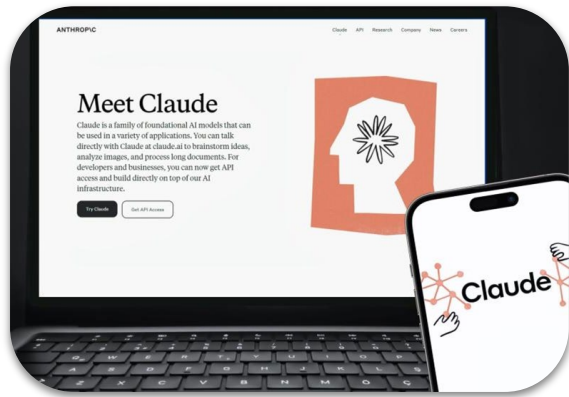 ANTHROP\C
Claude API Research Company News Careers
Meet Claude
Claude is a family of foundational AI models that can
be used in a variety of applications. You can talk
directly with Claude at claude.ai to brainstorm ideas,
analyze images, and process long documents. For
developers and businesses, you can now get API
access and build directly on top of our AI
infrastructure.
Try Claude Get API Access
Claude
Q W E R T Y U I O P
A S D F G H J K L
Z X C V B N M Ö Ç